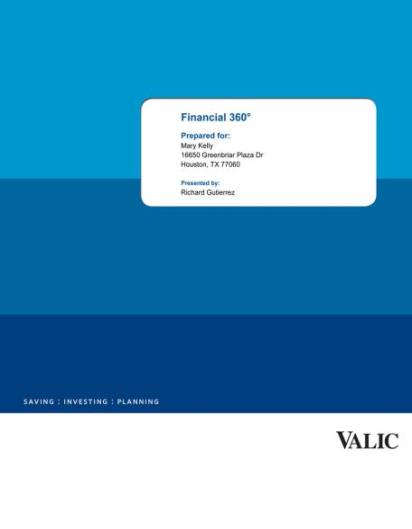 Financial 360°
Prepared for:
Mary Kelly
16650 Greenbriar Plaza Dr
Houston, TX 77060
Presented by:
Richard Gutierrez
SAVING : INVESTING : PLANNING
VALIC